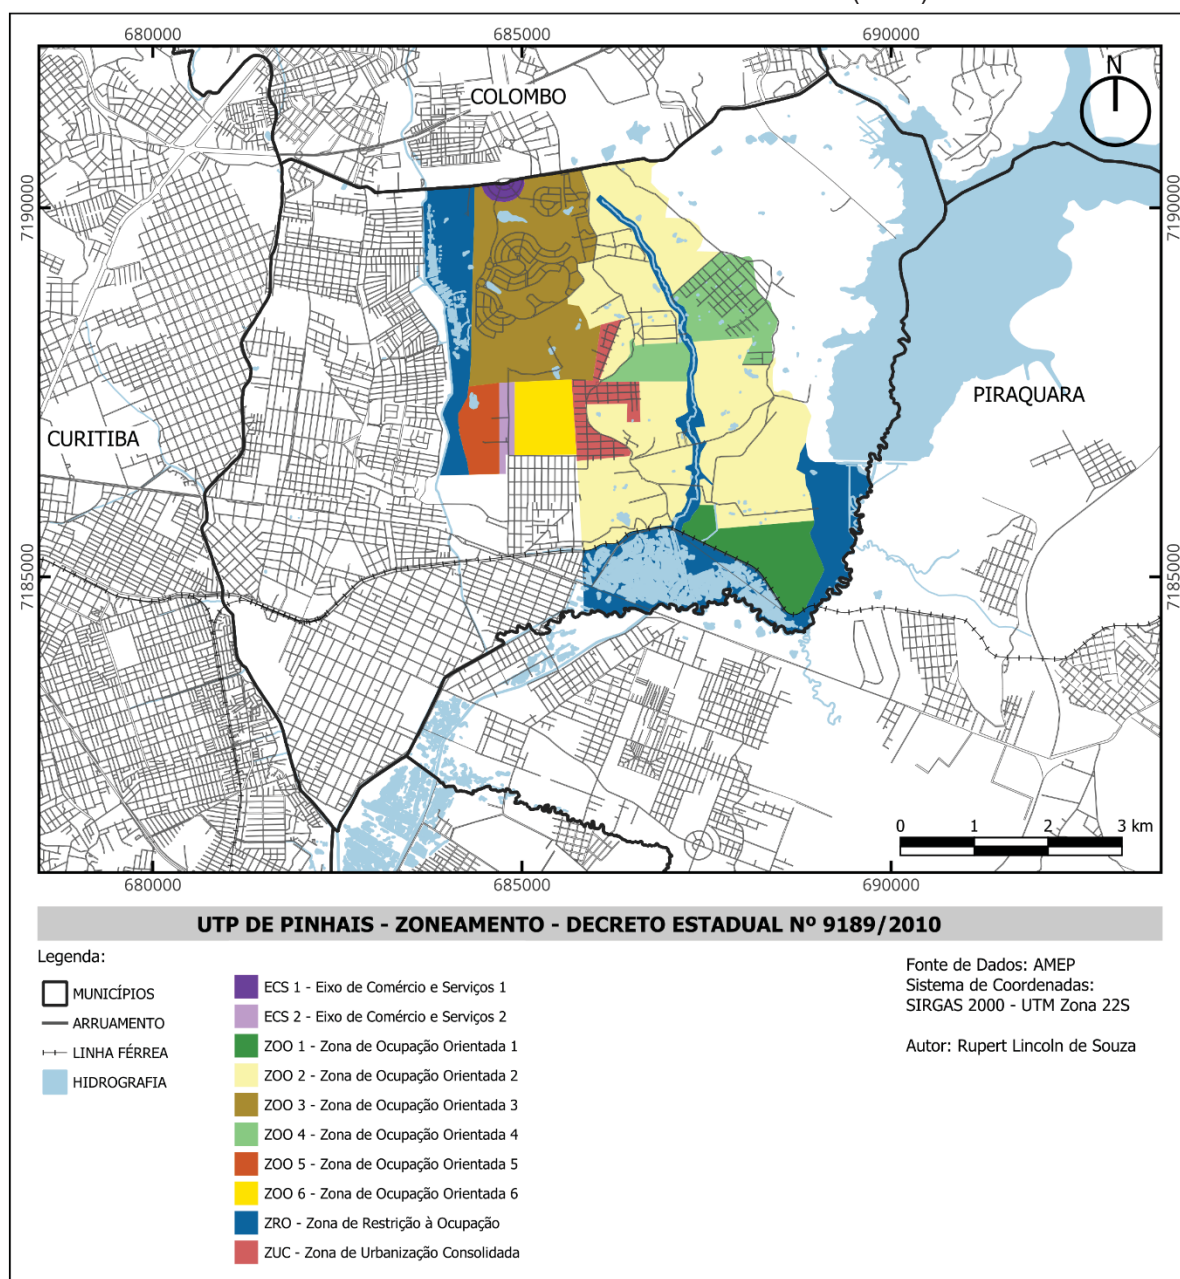 680000 685000 690000
N
COLOMBO
7190000 7190000
PIRAQUARA
CURITIBA
7185000 7185000
0 1 2 3 km
680000 685000 690000
UTP DE PINHAIS - ZONEAMENTO - DECRETO ESTADUAL Nº 9189/2010
Legenda:
MUNICÍPIOS
ARRUAMENTO
LINHA FÉRREA
HIDROGRAFIA
ECS 1 - Eixo de Comércio e Serviços 1
ECS 2 - Eixo de Comércio e Serviços 2
ZOO 1 - Zona de Ocupação Orientada 1
ZOO 2 - Zona de Ocupação Orientada 2
ZOO 3 - Zona de Ocupação Orientada 3
ZOO 4 - Zona de Ocupação Orientada 4
ZOO 5 - Zona de Ocupação Orientada 5
ZOO 6 - Zona de Ocupação Orientada 6
ZRO - Zona de Restrição à Ocupação
ZUC - Zona de Urbanização Consolidada
Fonte de Dados: AMEP
Sistema de Coordenadas:
SIRGAS 2000 - UTM Zona 22S
Autor: Rupert Lincoln de Souza